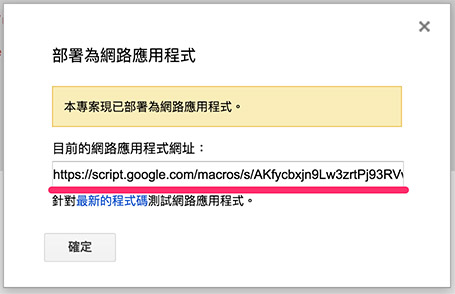 部署為網路應用程式
本專案現已部署為網路應用程式。
目前的網路應用程式網址：
https://script.google.com/macros/s/AKfycbxjn9Lw3zrtPj93RV
針對最新的程式碼測試網路應用程式。
確定